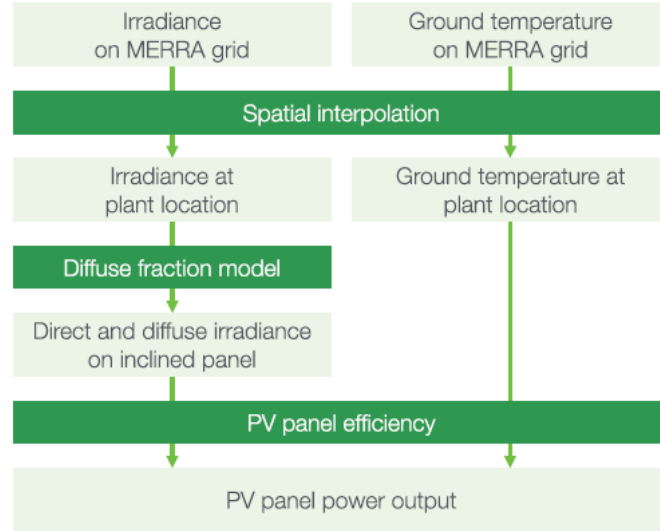 Irradiance
on MERRA grid
Ground temperature
on MERRA grid
Spatial interpolation
Irradiance at
plant location
Ground temperature at
plant location
Diffuse fraction model
Direct and diffuse irradiance
on inclined panel
PV panel efficiency
PV panel power output